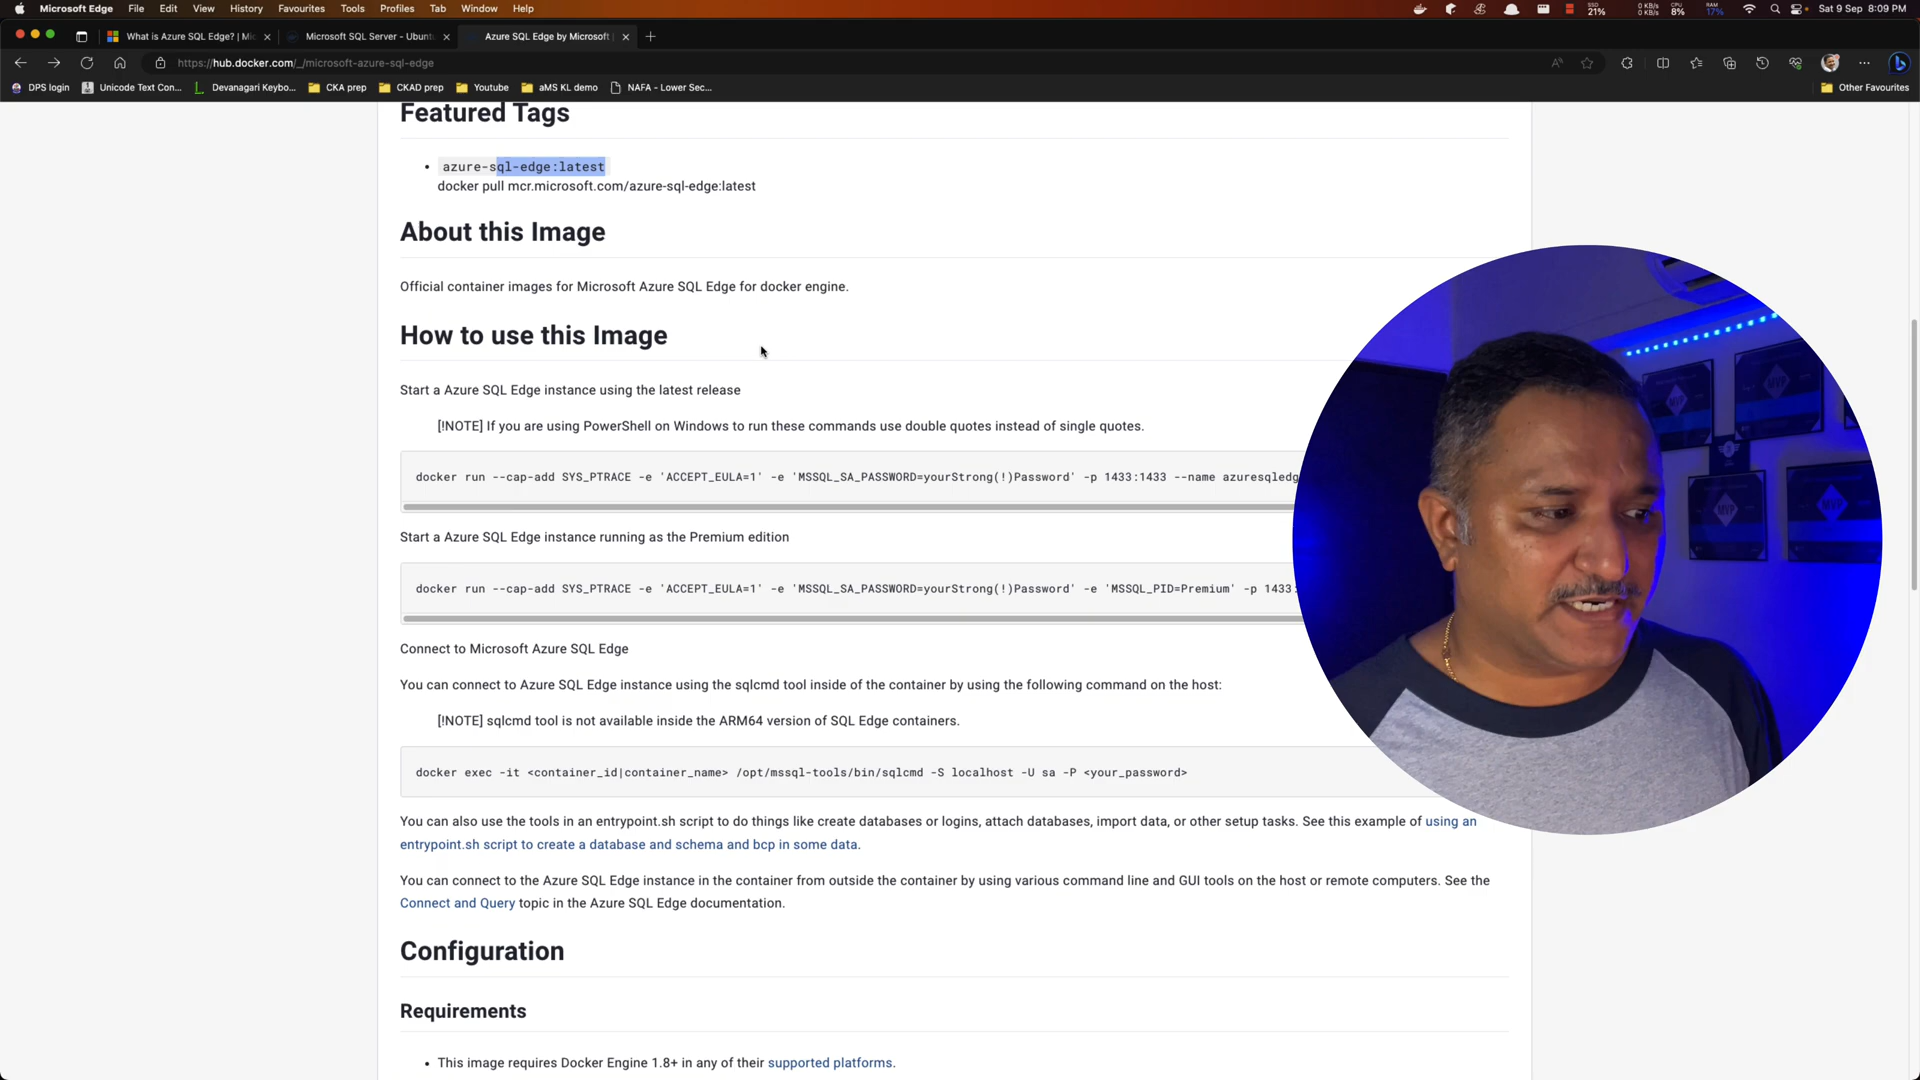 Microsoft Edge File Edit View History Favourites Tools Profiles Tab Window Help
SSD 21% 0 KB/s 0 KB/s CPU 8% RAM 17% Sat 9 Sep 8:09 PM
What is Azure SQL Edge? | Mic Microsoft SQL Server - Ubuntu Azure SQL Edge by Microsoft |
https://hub.docker.com/_/microsoft-azure-sql-edge
DPS login Unicode Text Con... Devanagari Keybo... CKA prep CKAD prep Youtube aMS KL demo NAFA - Lower Sec... Other Favourites
Featured Tags
• azure-sql-edge:latest
docker pull mcr.microsoft.com/azure-sql-edge:latest
About this Image
Official container images for Microsoft Azure SQL Edge for docker engine.
How to use this Image
Start a Azure SQL Edge instance using the latest release
[!NOTE] If you are using PowerShell on Windows to run these commands use double quotes instead of single quotes.
docker run --cap-add SYS_PTRACE -e 'ACCEPT_EULA=1' -e 'MSSQL_SA_PASSWORD=yourStrong(!)Password' -p 1433:1433 --name azuresqledg
Start a Azure SQL Edge instance running as the Premium edition
docker run --cap-add SYS_PTRACE -e 'ACCEPT_EULA=1' -e 'MSSQL_SA_PASSWORD=yourStrong(!)Password' -e 'MSSQL_PID=Premium' -p 1433:
Connect to Microsoft Azure SQL Edge
You can connect to Azure SQL Edge instance using the sqlcmd tool inside of the container by using the following command on the host:
[!NOTE] sqlcmd tool is not available inside the ARM64 version of SQL Edge containers.
docker exec -it <container_id|container_name> /opt/mssql-tools/bin/sqlcmd -S localhost -U sa -P <your_password>
You can also use the tools in an entrypoint.sh script to do things like create databases or logins, attach databases, import data, or other setup tasks. See this example of using an
entrypoint.sh script to create a database and schema and bcp in some data.
You can connect to the Azure SQL Edge instance in the container from outside the container by using various command line and GUI tools on the host or remote computers. See the
Connect and Query topic in the Azure SQL Edge documentation.
Configuration
Requirements
• This image requires Docker Engine 1.8+ in any of their supported platforms.
MVP
MVP